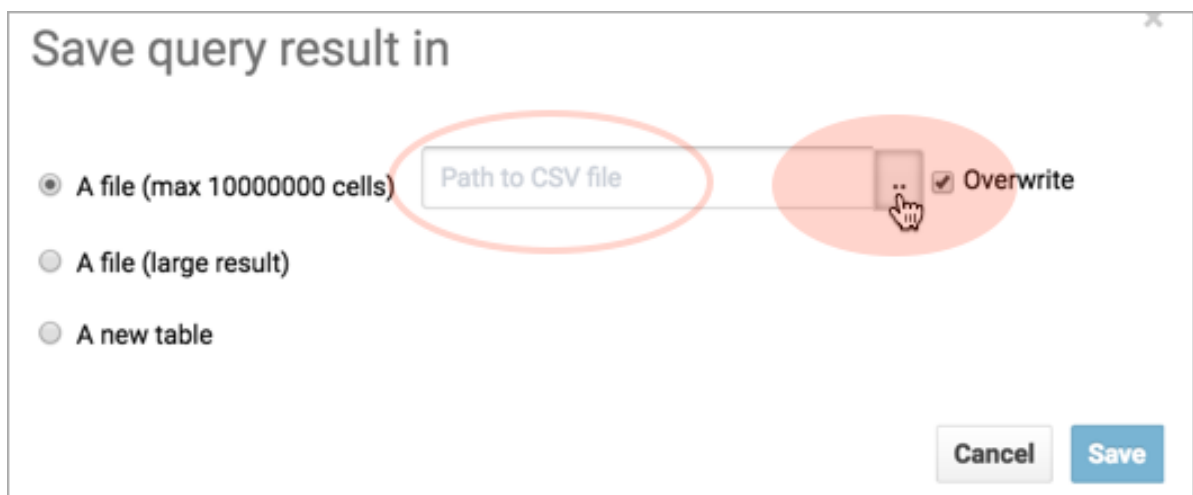 Save query result in
A file (max 10000000 cells) Path to CSV file .. Overwrite
A file (large result)
A new table
Cancel Save